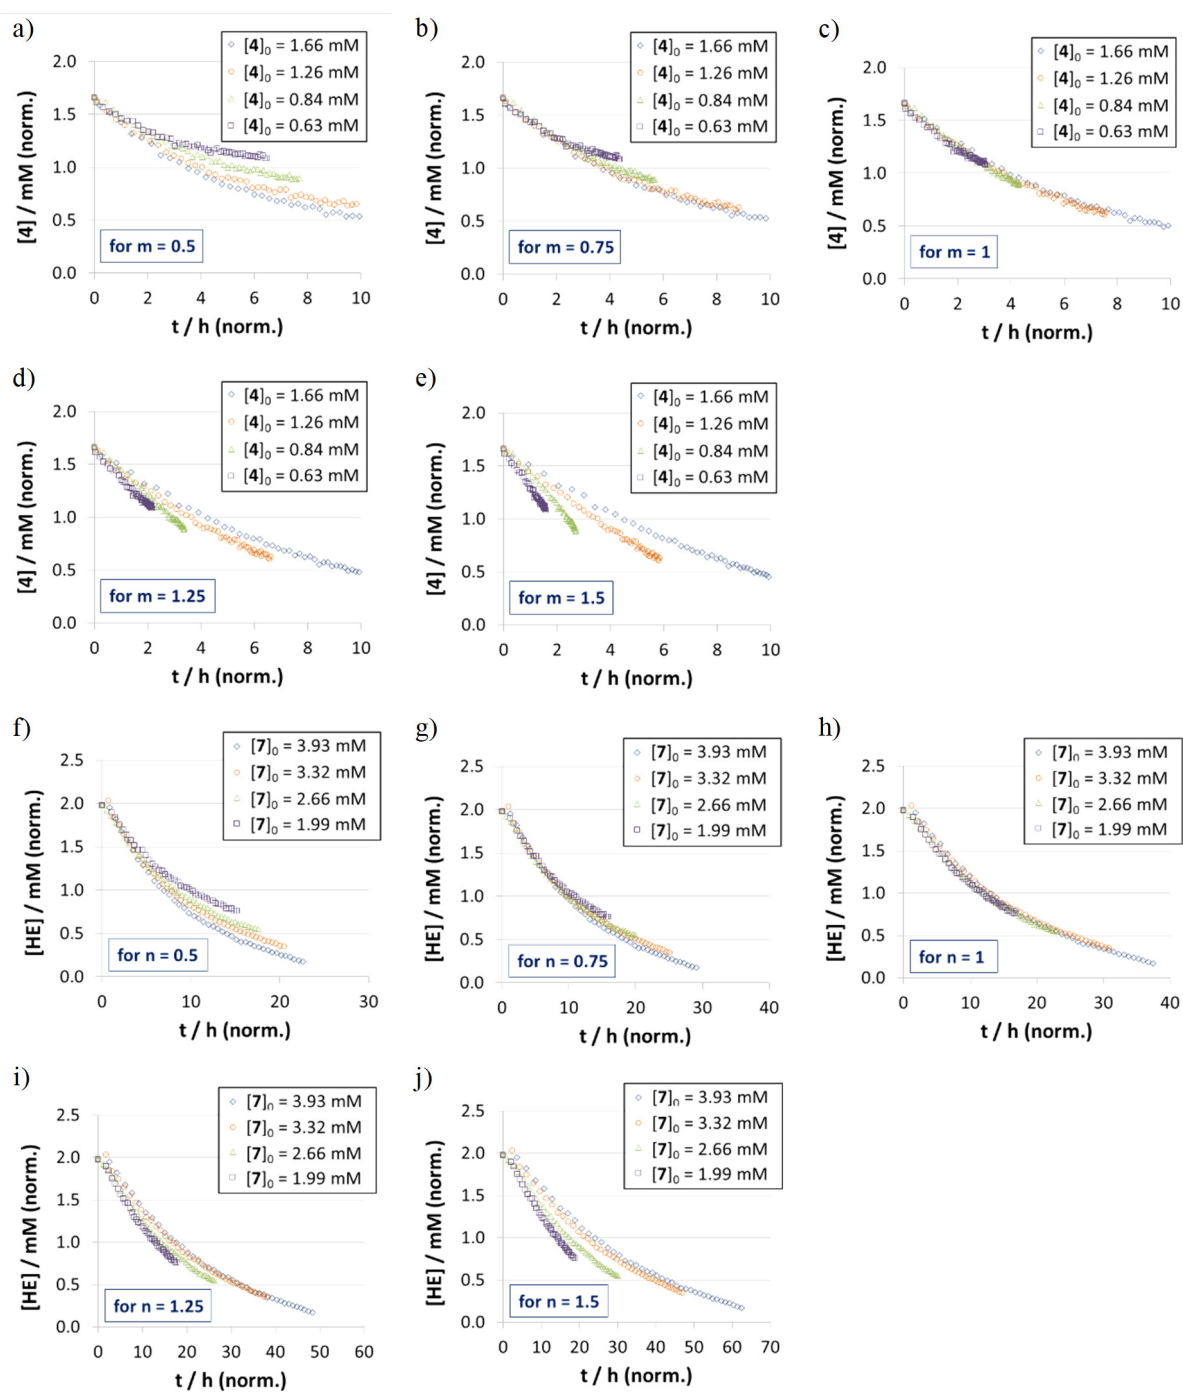 a)
[4]₀ = 1.66 mM
[4]₀ = 1.26 mM
[4]₀ = 0.84 mM
[4]₀ = 0.63 mM
[4] / mM (norm.)
2.0
1.5
1.0
0.5
0.0
for m = 0.5
0 2 4 6 8 10
t / h (norm.)
b)
[4]₀ = 1.66 mM
[4]₀ = 1.26 mM
[4]₀ = 0.84 mM
[4]₀ = 0.63 mM
[4] / mM (norm.)
2.0
1.5
1.0
0.5
0.0
for m = 0.75
0 2 4 6 8 10
t / h (norm.)
c)
[4]₀ = 1.66 mM
[4]₀ = 1.26 mM
[4]₀ = 0.84 mM
[4]₀ = 0.63 mM
[4] / mM (norm.)
2.0
1.5
1.0
0.5
0.0
for m = 1
0 2 4 6 8 10
t / h (norm.)
d)
[4]₀ = 1.66 mM
[4]₀ = 1.26 mM
[4]₀ = 0.84 mM
[4]₀ = 0.63 mM
[4] / mM (norm.)
2.0
1.5
1.0
0.5
0.0
for m = 1.25
0 2 4 6 8 10
t / h (norm.)
e)
[4]₀ = 1.66 mM
[4]₀ = 1.26 mM
[4]₀ = 0.84 mM
[4]₀ = 0.63 mM
[4] / mM (norm.)
2.0
1.5
1.0
0.5
0.0
for m = 1.5
0 2 4 6 8 10
t / h (norm.)
f)
[7]₀ = 3.93 mM
[7]₀ = 3.32 mM
[7]₀ = 2.66 mM
[7]₀ = 1.99 mM
[HE] / mM (norm.)
2.5
2.0
1.5
1.0
0.5
0.0
for n = 0.5
0 10 20 30
t / h (norm.)
g)
[7]₀ = 3.93 mM
[7]₀ = 3.32 mM
[7]₀ = 2.66 mM
[7]₀ = 1.99 mM
[HE] / mM (norm.)
2.5
2.0
1.5
1.0
0.5
0.0
for n = 0.75
0 10 20 30 40
t / h (norm.)
h)
[7]₀ = 3.93 mM
[7]₀ = 3.32 mM
[7]₀ = 2.66 mM
[7]₀ = 1.99 mM
[HE] / mM (norm.)
2.5
2.0
1.5
1.0
0.5
0.0
for n = 1
0 10 20 30 40
t / h (norm.)
i)
[7]₀ = 3.93 mM
[7]₀ = 3.32 mM
[7]₀ = 2.66 mM
[7]₀ = 1.99 mM
[HE] / mM (norm.)
2.5
2.0
1.5
1.0
0.5
0.0
for n = 1.25
0 10 20 30 40 50 60
t / h (norm.)
j)
[7]₀ = 3.93 mM
[7]₀ = 3.32 mM
[7]₀ = 2.66 mM
[7]₀ = 1.99 mM
[HE] / mM (norm.)
2.5
2.0
1.5
1.0
0.5
0.0
for n = 1.5
0 10 20 30 40 50 60 70
t / h (norm.)